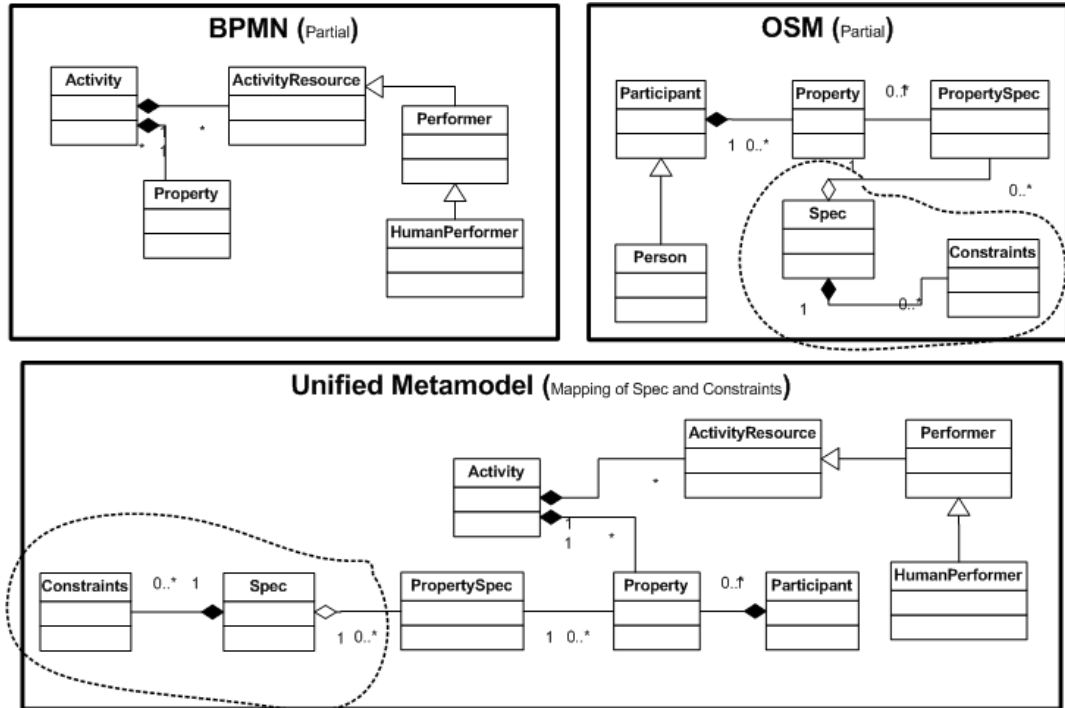 BPMN (Partial)
Activity
ActivityResource
Performer
*
1
*
1
Property
HumanPerformer
OSM (Partial)
Participant
Property
0..*
PropertySpec
1 0..*
1
0..*
Spec
Person
Constraints
1
0..*
Unified Metamodel (Mapping of Spec and Constraints)
ActivityResource
Performer
Activity
*
1
1
*
Constraints
0..* 1
Spec
PropertySpec
Property
0..*
Participant
HumanPerformer
1 0..*
1 0..*